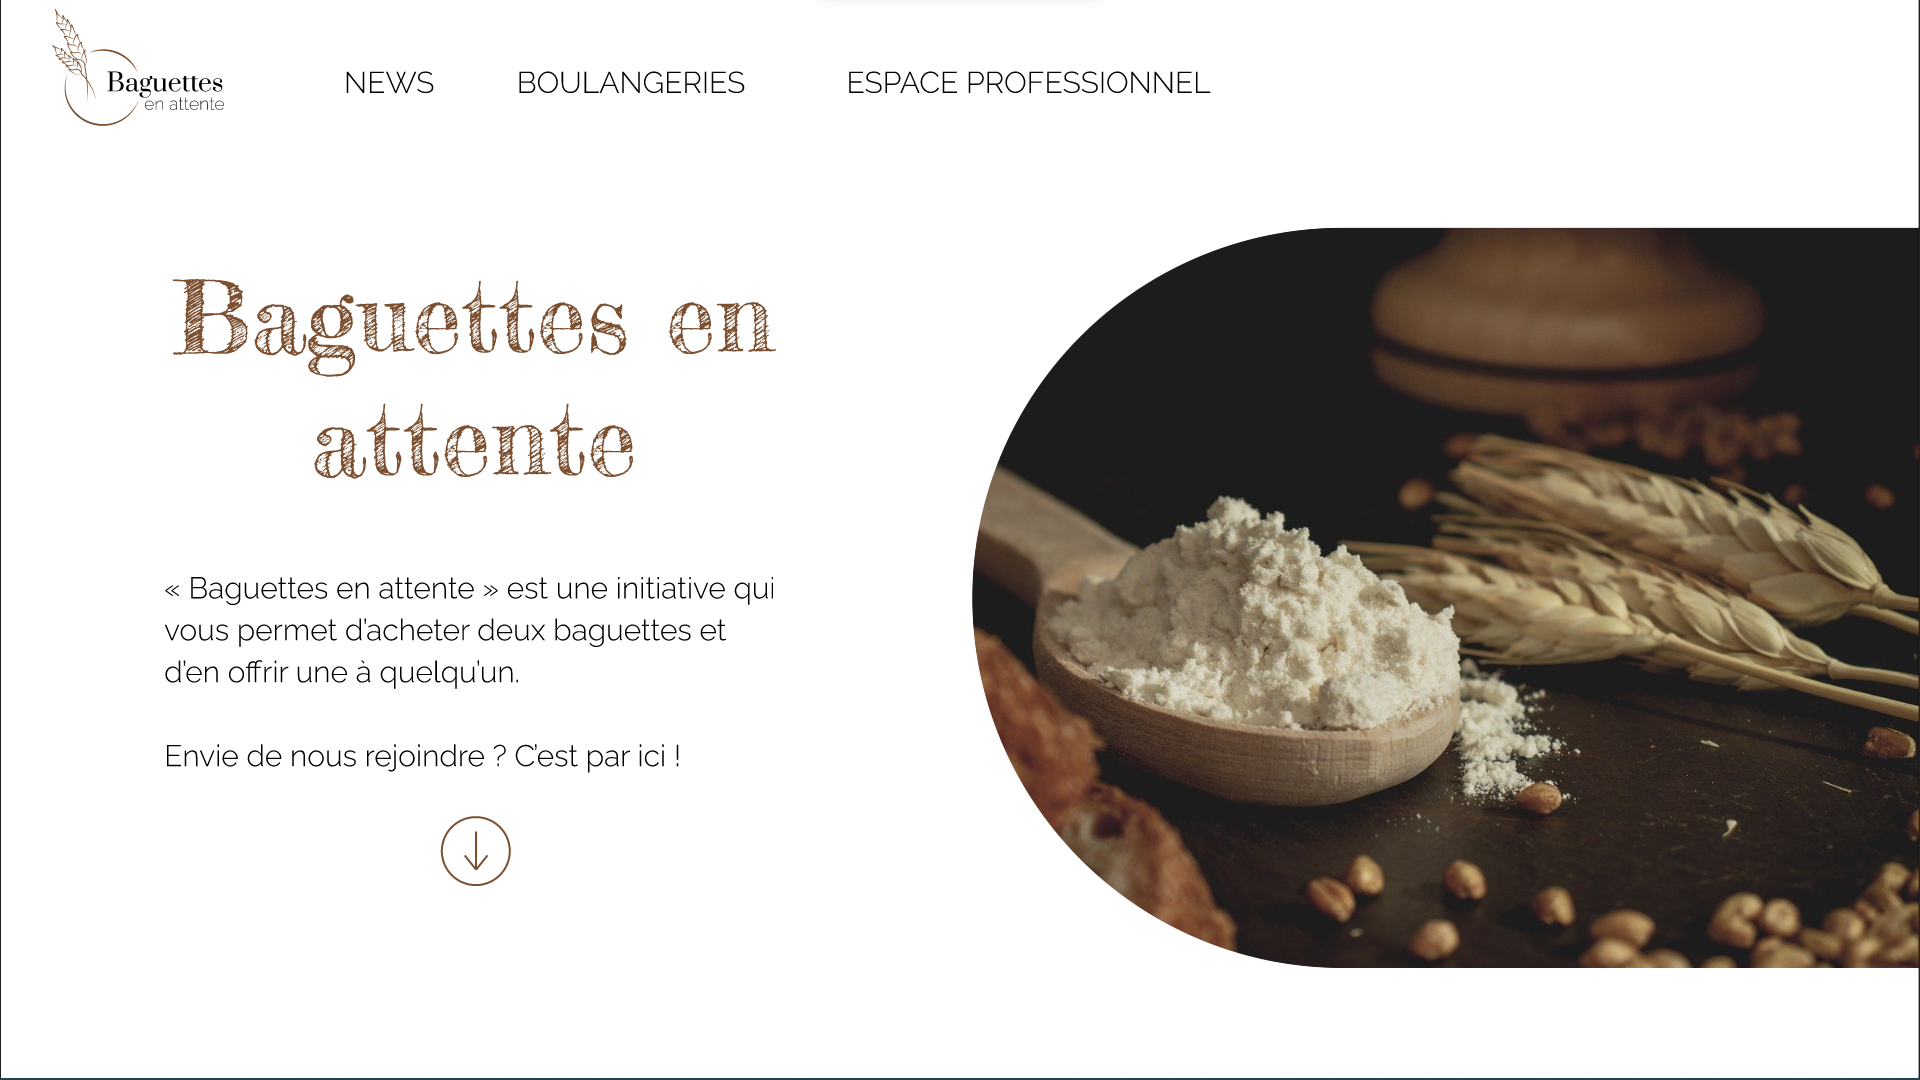 Baguettes
en attente
NEWS
BOULANGERIES
ESPACE PROFESSIONNEL
Baguettes en
attente
« Baguettes en attente » est une initiative qui
vous permet d’acheter deux baguettes et
d’en offrir une à quelqu’un.
Envie de nous rejoindre ? C’est par ici !